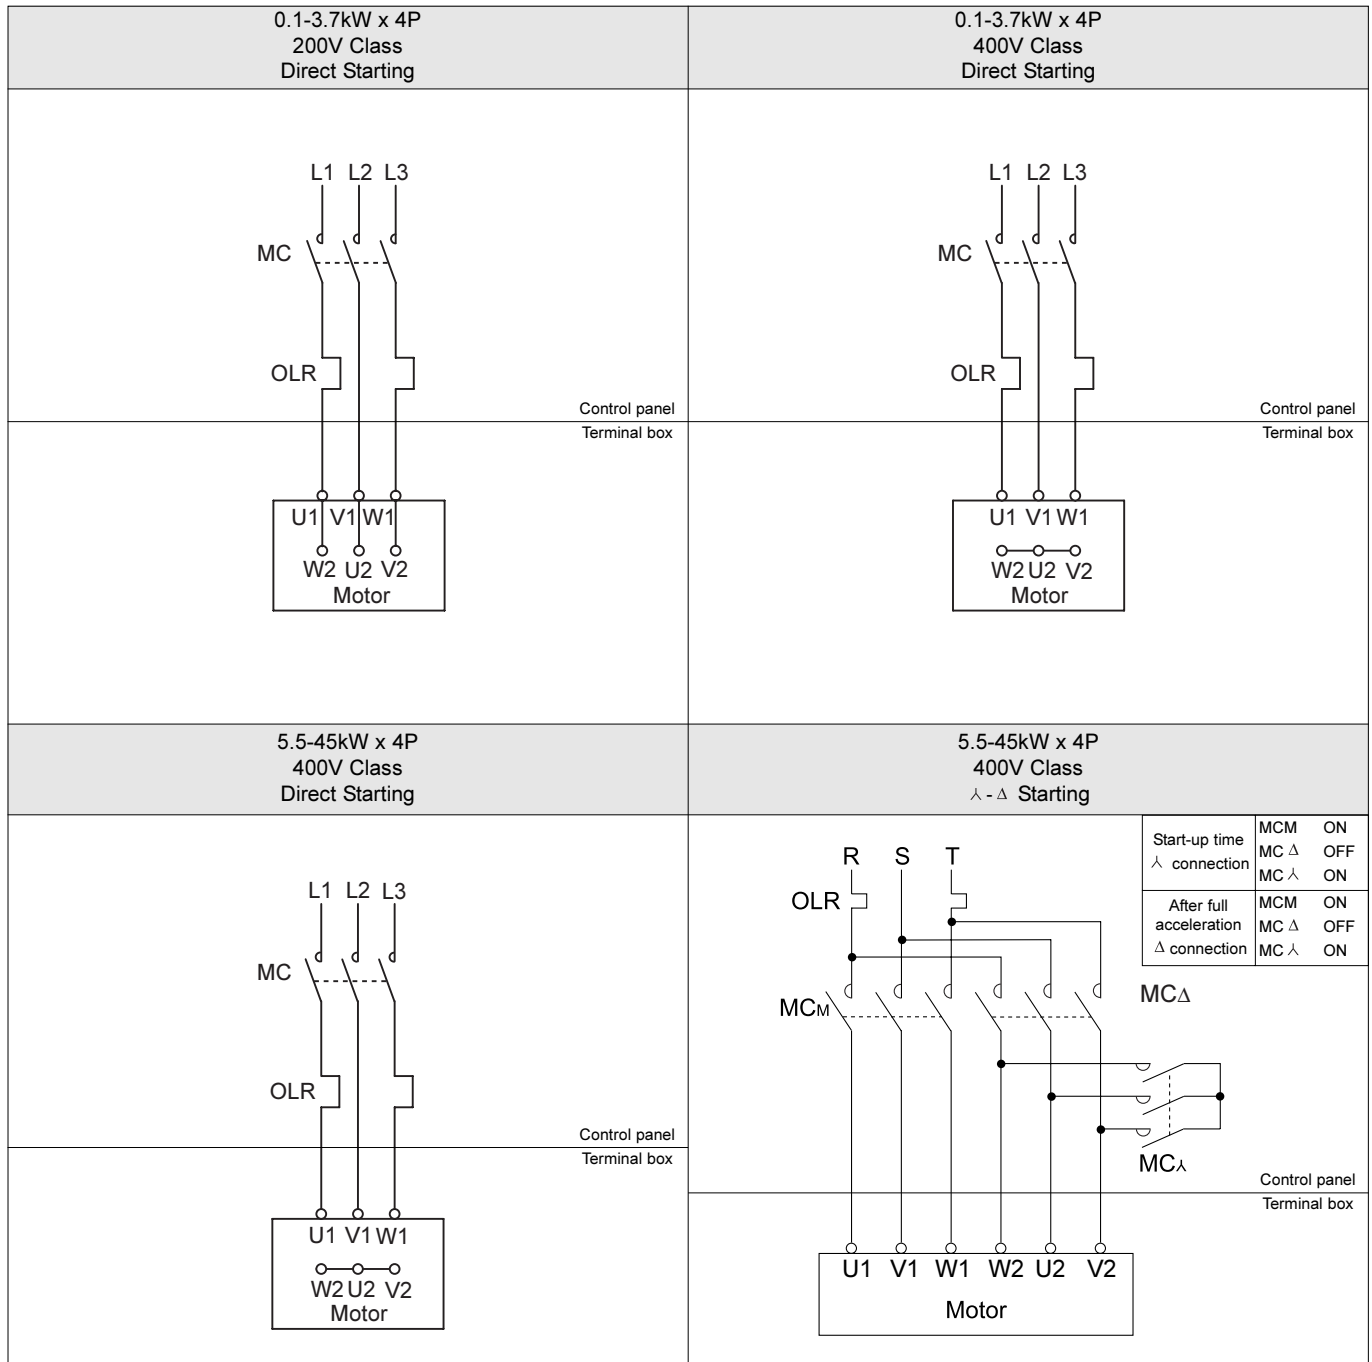 0.1-3.7kW x 4P
200V Class
Direct Starting
L1 L2 L3
MC
OLR
Control panel
Terminal box
U1 V1 W1
W2 U2 V2
Motor
0.1-3.7kW x 4P
400V Class
Direct Starting
L1 L2 L3
MC
OLR
Control panel
Terminal box
U1 V1 W1
W2 U2 V2
Motor
5.5-45kW x 4P
400V Class
Direct Starting
L1 L2 L3
MC
OLR
Control panel
Terminal box
U1 V1 W1
W2 U2 V2
Motor
5.5-45kW x 4P
400V Class
⅄ - Δ Starting
Start-up time
⅄ connection
MCM ON
MC Δ OFF
MC ⅄ ON
After full
acceleration
Δ connection
MCM ON
MC Δ OFF
MC ⅄ ON
R S T
OLR
MCM
MCΔ
MC⅄
Control panel
Terminal box
U1 V1 W1 W2 U2 V2
Motor